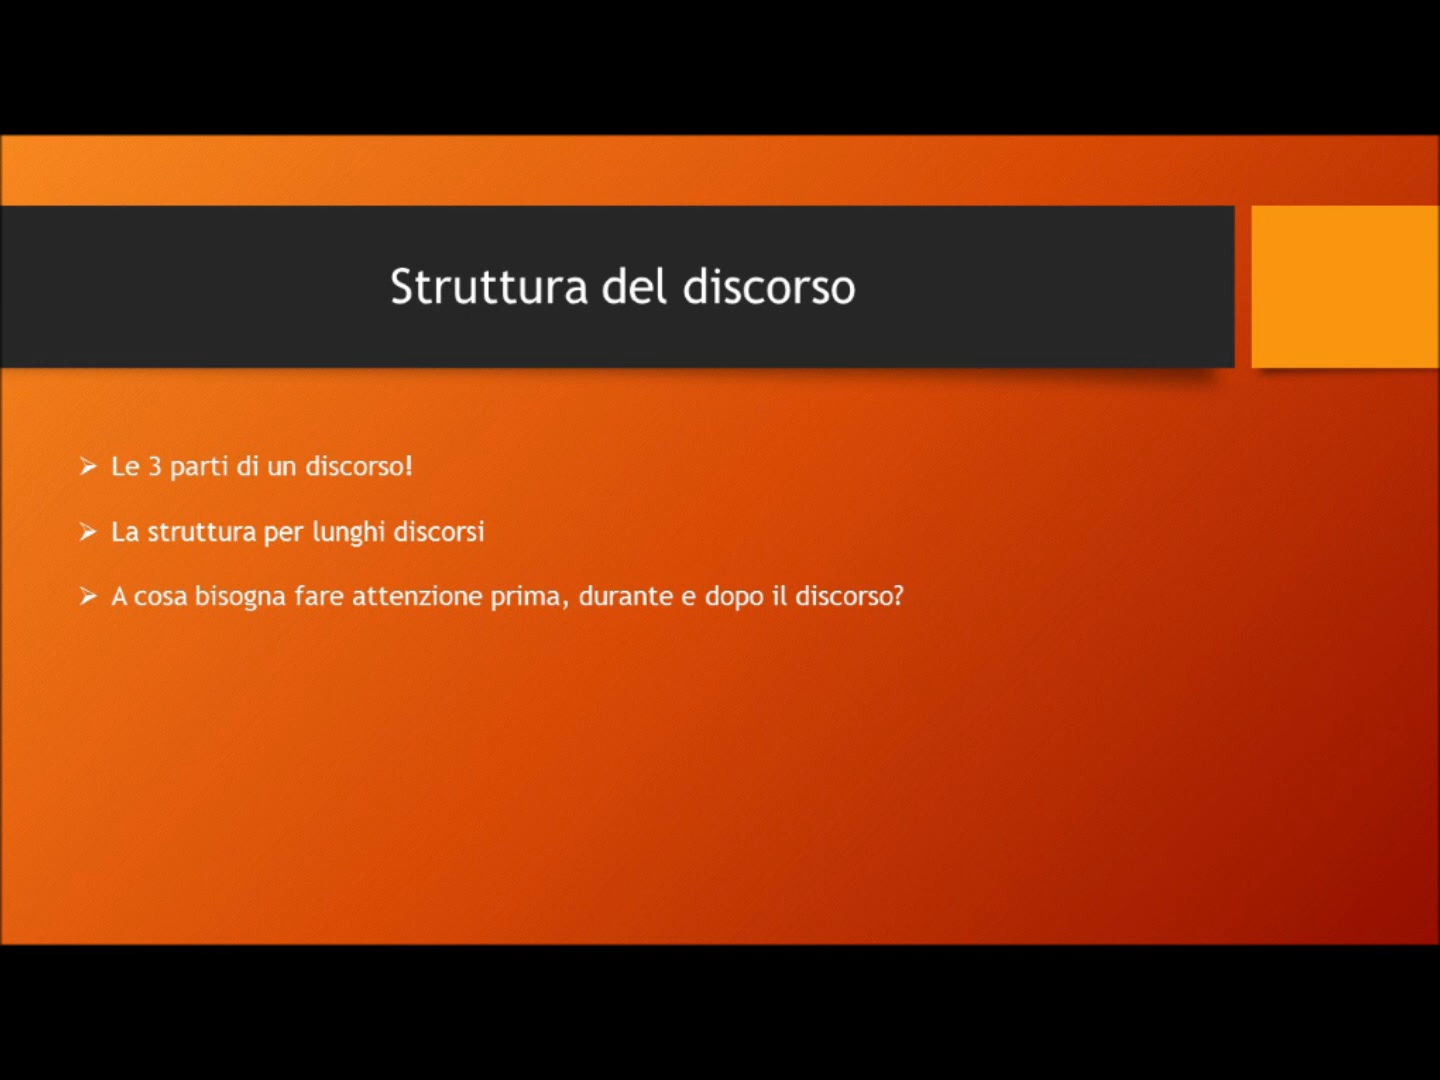 Struttura del discorso
Le 3 parti di un discorso!
La struttura per lunghi discorsi
A cosa bisogna fare attenzione prima, durante e dopo il discorso?